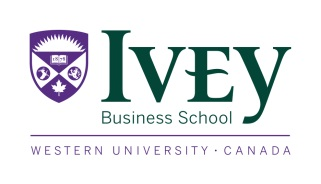 Ivey
Business School
WESTERN UNIVERSITY · CANADA